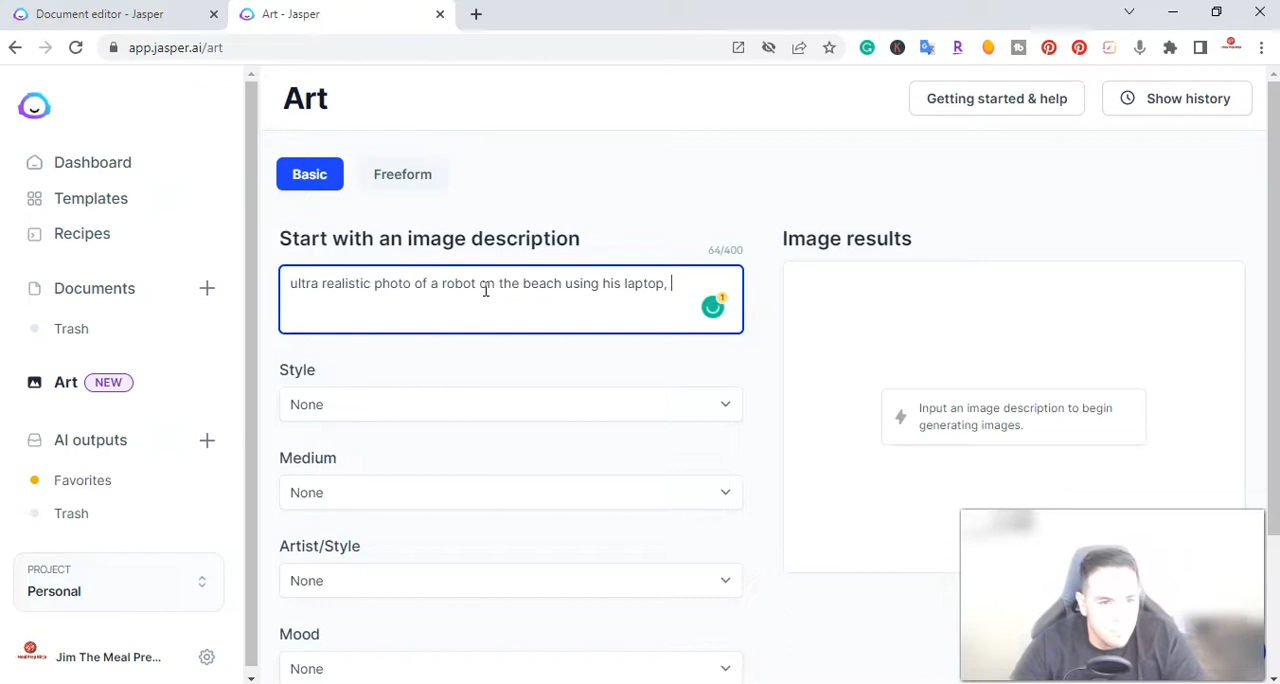 Document editor - Jasper
Art - Jasper
app.jasper.ai/art
Art
Getting started & help
Show history
Dashboard
Templates
Recipes
Documents
Trash
Art NEW
AI outputs
Favorites
Trash
PROJECT
Personal
Jim The Meal Pre...
Basic
Freeform
Start with an image description
64/400
ultra realistic photo of a robot on the beach using his laptop,
1
Style
None
Medium
None
Artist/Style
None
Mood
None
Image results
Input an image description to begin
generating images.